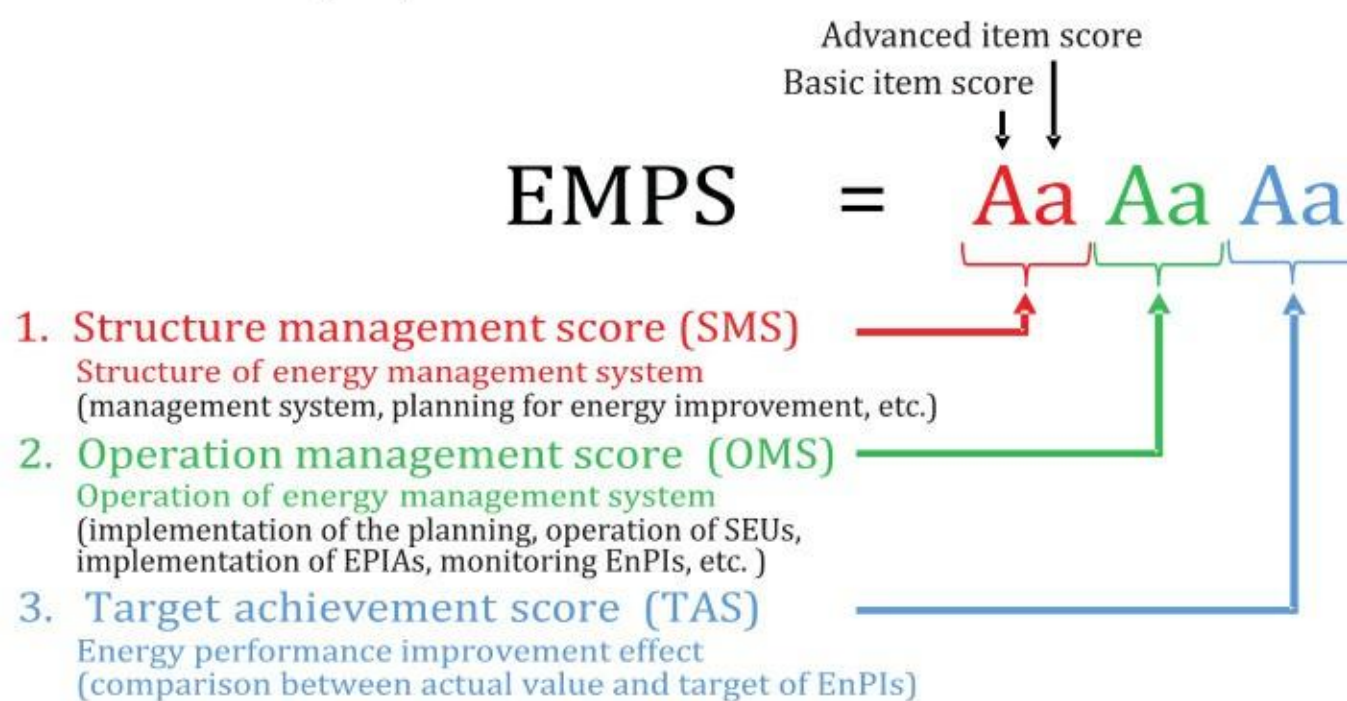 Advanced item score
Basic item score
EMPS = Aa Aa Aa
1. Structure management score (SMS)
Structure of energy management system
(management system, planning for energy improvement, etc.)
2. Operation management score (OMS)
Operation of energy management system
(implementation of the planning, operation of SEUs,
implementation of EPIAs, monitoring EnPIs, etc. )
3. Target achievement score (TAS)
Energy performance improvement effect
(comparison between actual value and target of EnPIs)